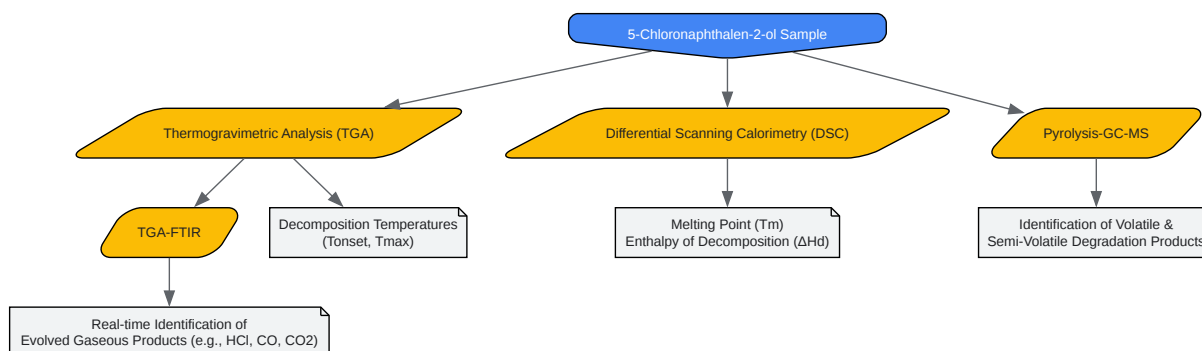 5-Chloronaphthalen-2-ol Sample
Thermogravimetric Analysis (TGA)
Differential Scanning Calorimetry (DSC)
Pyrolysis-GC-MS
TGA-FTIR
Decomposition Temperatures
(Tonset, Tmax)
Melting Point (Tm)
Enthalpy of Decomposition (ΔHd)
Identification of Volatile &
Semi-Volatile Degradation Products
Real-time Identification of
Evolved Gaseous Products (e.g., HCl, CO, CO2)